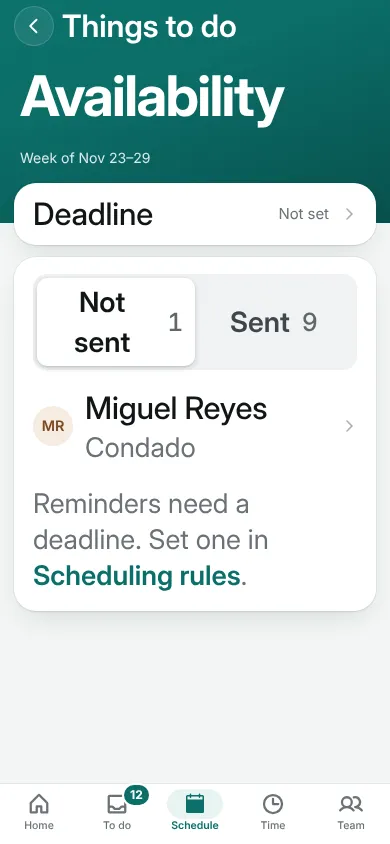 Things to do
Availability
Week of Nov 23–29
Deadline
Not set
Not
sent
1
Sent 9
MR
Miguel Reyes
Condado
Reminders need a
deadline. Set one in
Scheduling rules.
12
Home
To do
Schedule
Time
Team